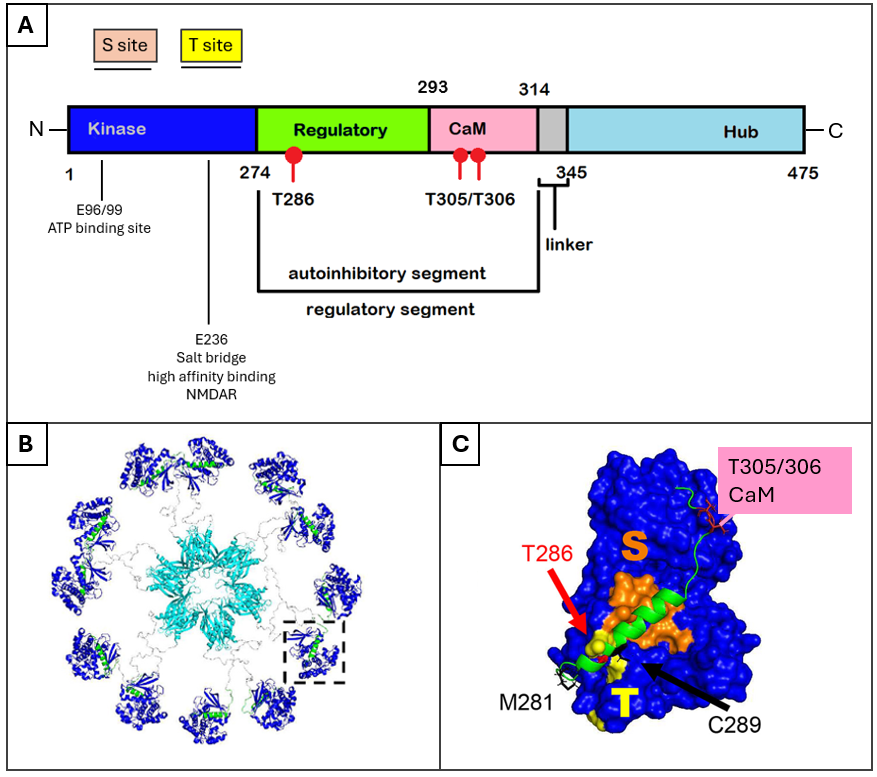 A
S site
T site
293
314
N
Kinase
Regulatory
CaM
Hub
C
1
274
345
475
T286
T305/T306
E96/99
ATP binding site
linker
autoinhibitory segment
regulatory segment
E236
Salt bridge
high affinity binding
NMDAR
B
C
T305/306
CaM
S
T286
M281
T
C289